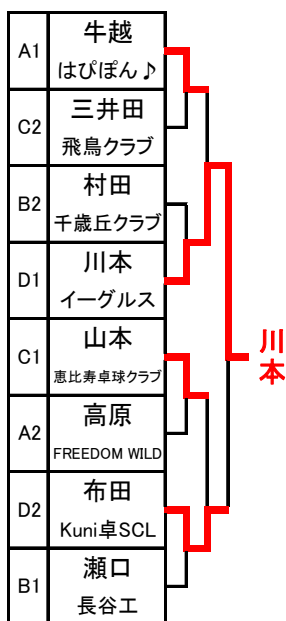 A1
牛越
はぴぽん♪
C2
三井田
飛鳥クラブ
B2
村田
千歳丘クラブ
D1
川本
イーグルス
C1
山本
恵比寿卓球クラブ
A2
高原
FREEDOM WILD
D2
布田
Kuni卓SCL
B1
瀬口
長谷工
川本